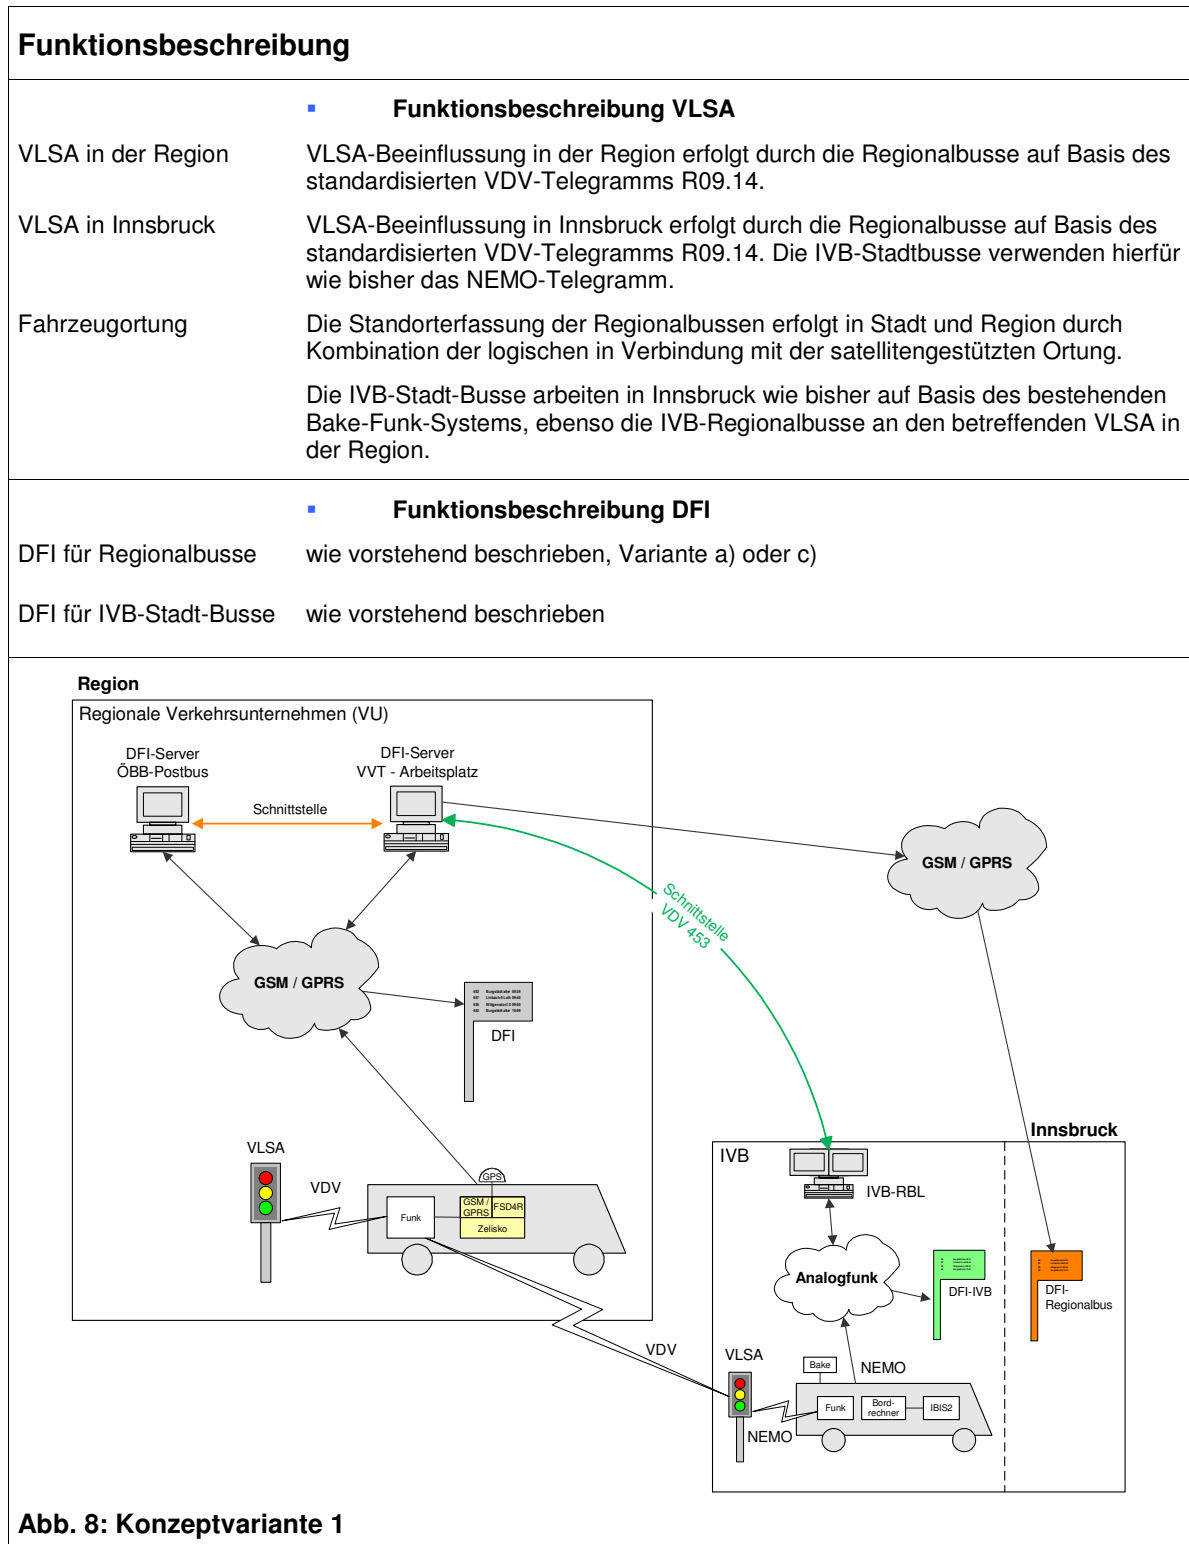 Funktionsbeschreibung
Funktionsbeschreibung VLSA
VLSA in der Region
VLSA-Beeinflussung in der Region erfolgt durch die Regionalbusse auf Basis des
standardisierten VDV-Telegramms R09.14.
VLSA in Innsbruck
VLSA-Beeinflussung in Innsbruck erfolgt durch die Regionalbusse auf Basis des
standardisierten VDV-Telegramms R09.14. Die IVB-Stadtbusse verwenden hierfür
wie bisher das NEMO-Telegramm.
Fahrzeugortung
Die Standorterfassung der Regionalbussen erfolgt in Stadt und Region durch
Kombination der logischen in Verbindung mit der satellitengestützten Ortung.
Die IVB-Stadt-Busse arbeiten in Innsbruck wie bisher auf Basis des bestehenden
Bake-Funk-Systems, ebenso die IVB-Regionalbusse an den betreffenden VLSA in
der Region.
Funktionsbeschreibung DFI
DFI für Regionalbusse
wie vorstehend beschrieben, Variante a) oder c)
DFI für IVB-Stadt-Busse
wie vorstehend beschrieben
Region
Regionale Verkehrsunternehmen (VU)
DFI-Server
ÖBB-Postbus
DFI-Server
VVT - Arbeitsplatz
Schnittstelle
GSM / GPRS
Schnittstelle
VDV 453
GSM / GPRS
DFI
VLSA
VDV
GPS
Funk
GSM /
GPRS
FSD4R
Zelisko
Innsbruck
IVB
IVB-RBL
Analogfunk
DFI-IVB
DFI-
Regionalbus
VDV
VLSA
Bake
NEMO
Funk
Bord-
rechner
IBIS2
NEMO
Abb. 8: Konzeptvariante 1